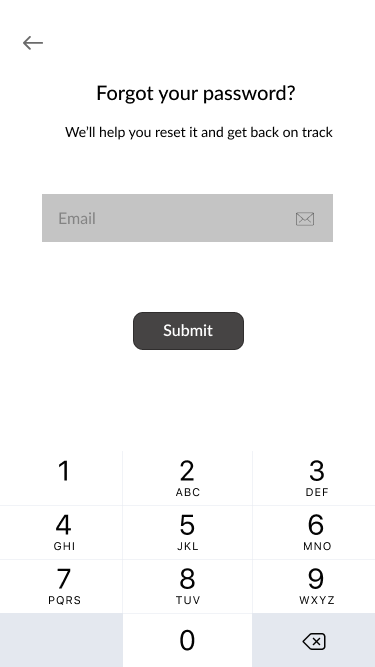 Forgot your password?
We'll help you reset it and get back on track
Email
Submit
1 2 3
ABC DEF
4 5 6
GHI JKL MNO
7 8 9
PQRS TUV WXYZ
0